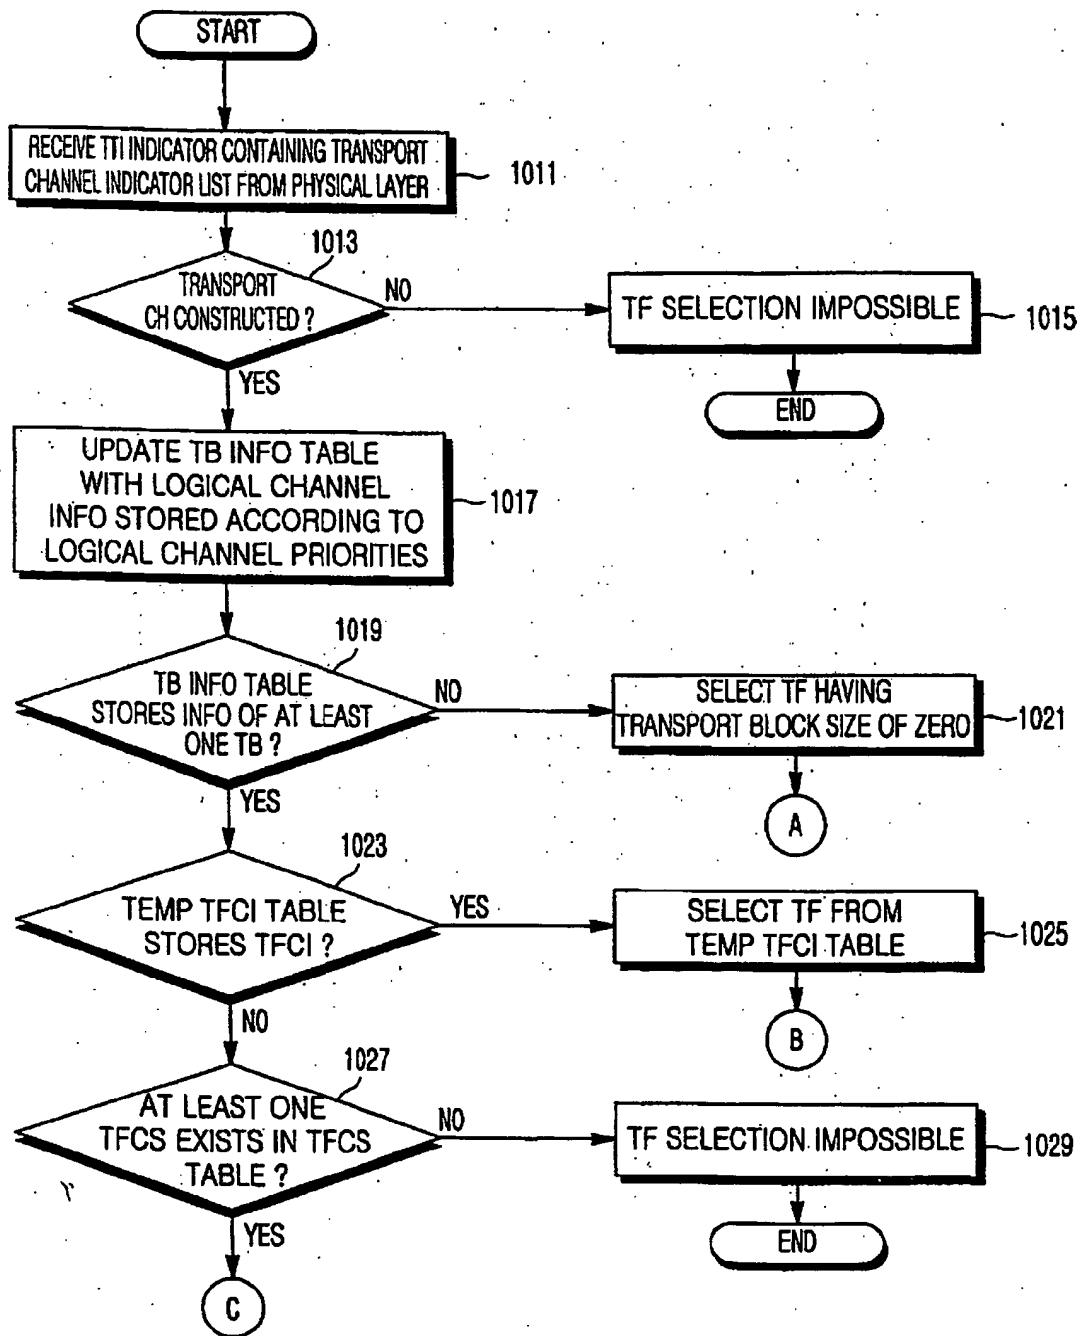 START
RECEIVE TTI INDICATOR CONTAINING TRANSPORT
CHANNEL INDICATOR LIST FROM PHYSICAL LAYER
1011
1013
TRANSPORT
CH CONSTRUCTED ?
NO
TF SELECTION IMPOSSIBLE
1015
YES
END
UPDATE TB INFO TABLE
WITH LOGICAL CHANNEL
INFO STORED ACCORDING TO
LOGICAL CHANNEL PRIORITIES
1017
1019
TB INFO TABLE
STORES INFO OF AT LEAST
ONE TB ?
NO
SELECT TF HAVING
TRANSPORT BLOCK SIZE OF ZERO
1021
YES
A
1023
TEMP TFCI TABLE
STORES TFCI ?
YES
SELECT TF FROM
TEMP TFCI TABLE
1025
NO
B
1027
AT LEAST ONE
TFCS EXISTS IN TFCS
TABLE ?
NO
TF SELECTION IMPOSSIBLE
1029
YES
END
C